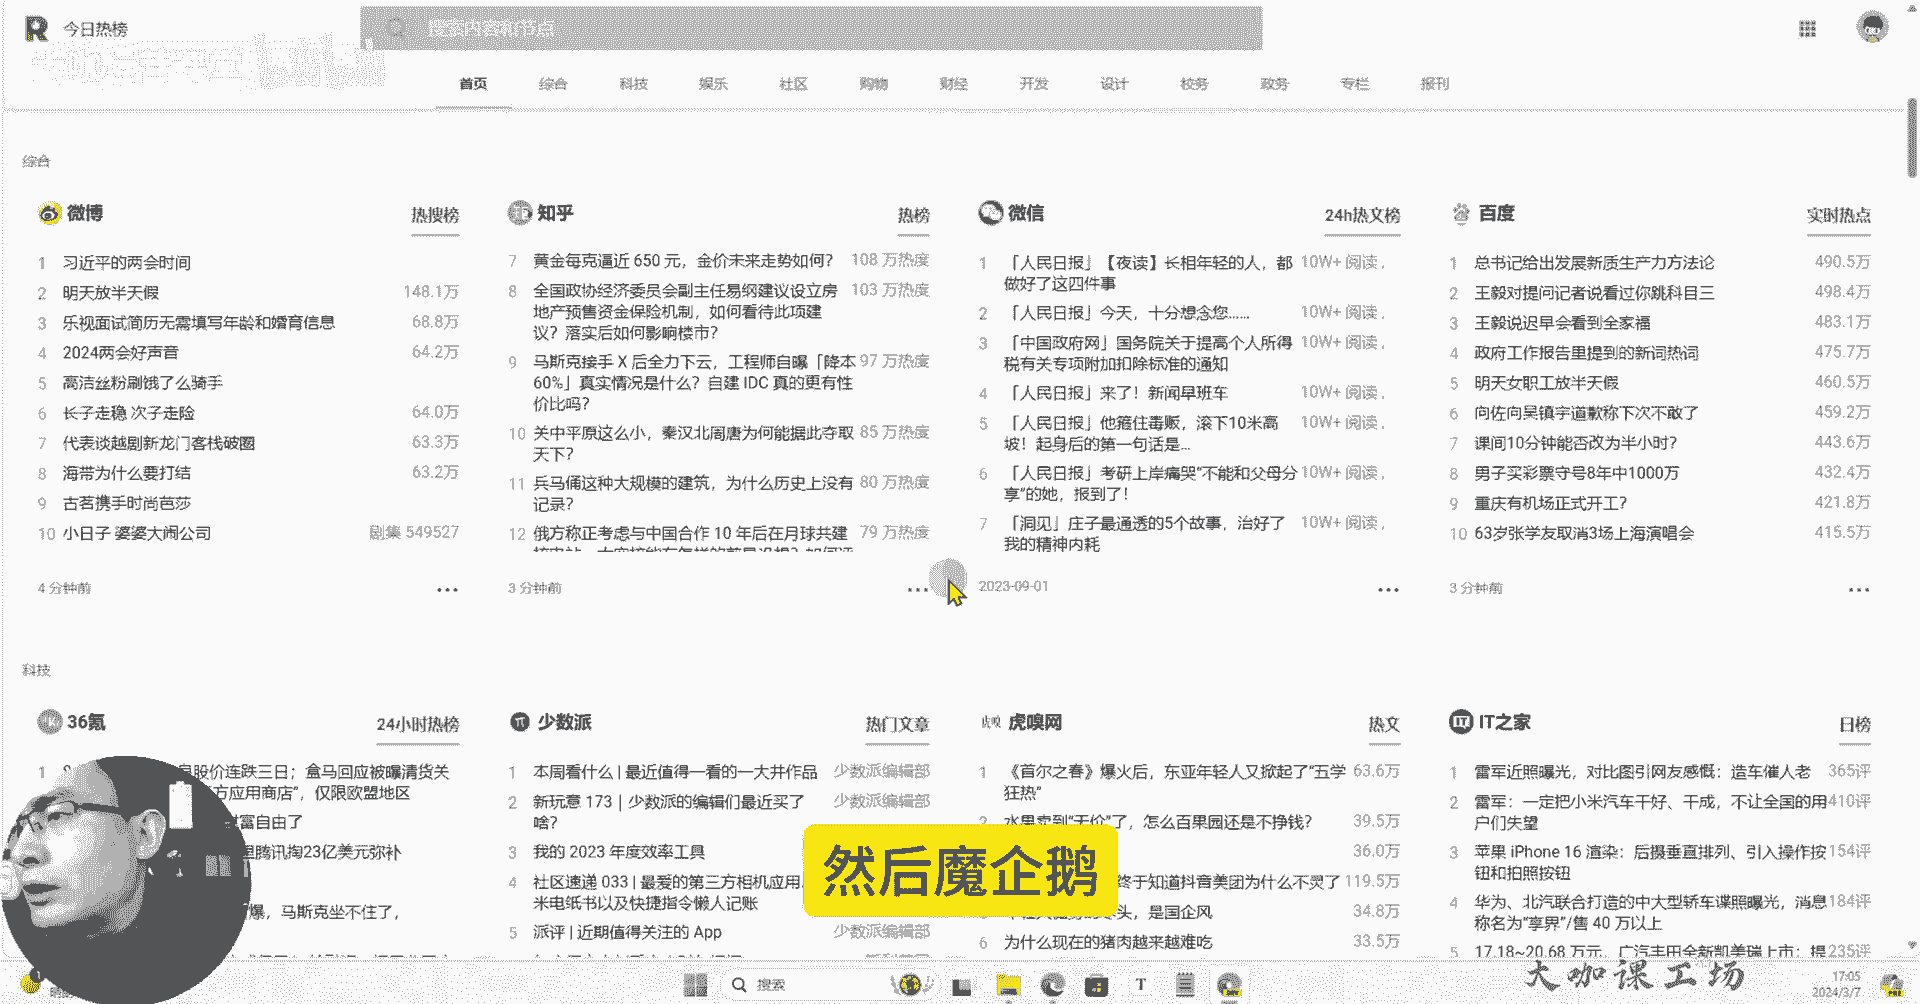 今日热榜
搜索内容和节点
首页 综合 科技 娱乐 社区 购物 财经 开发 设计 校务 政务 专栏 报刊
综合
微博 热搜榜
1 习近平的两会时间
2 明天放半天假 148.1万
3 乐视面试简历无需填写年龄和婚育信息 68.8万
4 2024两会好声音 64.2万
5 高洁丝粉刷饿了么骑手
6 长子走稳 次子走险 64.0万
7 代表谈越剧新龙门客栈破圈 63.3万
8 海带为什么要打结 63.2万
9 古茗携手时尚芭莎
10 小日子 婆婆大闹公司 剧集 549527
4 分钟前
知乎 热榜
7 黄金每克逼近 650 元，金价未来走势如何？ 108 万热度
8 全国政协经济委员会副主任易纲建议设立房 103 万热度
地产预售资金保险机制，如何看待此项建
议？落实后如何影响楼市？
9 马斯克接手 X 后全力下云，工程师自曝「降本 97 万热度
60%」真实情况是什么？自建 IDC 真的更有性
价比吗？
10 关中平原这么小，秦汉北周唐为何能据此夺取 85 万热度
天下？
11 兵马俑这种大规模的建筑，为什么历史上没有 80 万热度
记录？
12 俄方称正考虑与中国合作 10 年后在月球共建 79 万热度
3 分钟前
微信 24h热文榜
1 「人民日报」【夜读】长相年轻的人，都 10W+ 阅读 ,
做好了这四件事
2 「人民日报」今天，十分想念您…… 10W+ 阅读 ,
3 「中国政府网」国务院关于提高个人所得 10W+ 阅读 ,
税有关专项附加扣除标准的通知
4 「人民日报」来了！新闻早班车 10W+ 阅读 ,
5 「人民日报」他箍住毒贩，滚下10米高 10W+ 阅读 ,
坡！起身后的第一句话是...
6 「人民日报」考研上岸痛哭“不能和父母分 10W+ 阅读 ,
享”的她，报到了！
7 「洞见」庄子最通透的5个故事，治好了 10W+ 阅读 ,
我的精神内耗
2023-09-01
百度 实时热点
1 总书记给出发展新质生产力方法论 490.5万
2 王毅对提问记者说看过你跳科目三 498.4万
3 王毅说迟早会看到全家福 483.1万
4 政府工作报告里提到的新词热词 475.7万
5 明天女职工放半天假 460.5万
6 向佐向吴镇宇道歉称下次不敢了 459.2万
7 课间10分钟能否改为半小时？ 443.6万
8 男子买彩票守号8年中1000万 432.4万
9 重庆有机场正式开工？ 421.8万
10 63岁张学友取消3场上海演唱会 415.5万
3 分钟前
科技
36氪 24小时热榜
1
股价连跌三日；盒马回应被曝清货关
方应用商店”，仅限欧盟地区
富自由了
腾讯掏23亿美元弥补
爆，马斯克坐不住了，
少数派 热门文章
1 本周看什么 | 最近值得一看的一大井作品 少数派编辑部
2 新玩意 173｜少数派的编辑们最近买了 少数派编辑部
啥？
3 我的 2023 年度效率工具
4 社区速递 033 | 最爱的第三方相机应用、
米电纸书以及快捷指令懒人记账
5 派评 | 近期值得关注的 App 少数派编辑部
虎嗅网 热文
1 《首尔之春》爆火后，东亚年轻人又掀起了“五学 63.6万
狂热”
2 水果卖到“天价”了，怎么百果园还是不挣钱？ 39.5万
36.0万
终于知道抖音美团为什么不灵了 119.5万
头，是国企风 34.8万
6 为什么现在的猪肉越来越难吃 33.5万
IT之家 日榜
1 雷军近照曝光，对比图引网友感慨：造车催人老 365评
2 雷军：一定把小米汽车干好、干成，不让全国的用 410评
户们失望
3 苹果 iPhone 16 渲染：后摄垂直排列、引入操作按 154评
钮和拍照按钮
4 华为、北汽联合打造的中大型轿车谍照曝光，消息 184评
称名为“享界”/售 40 万以上
5 17.18~20.68 万元，广汽丰田全新凯美瑞上市：提 235评
然后魔企鹅
搜索
大咖课工场
17:05
2024/3/7